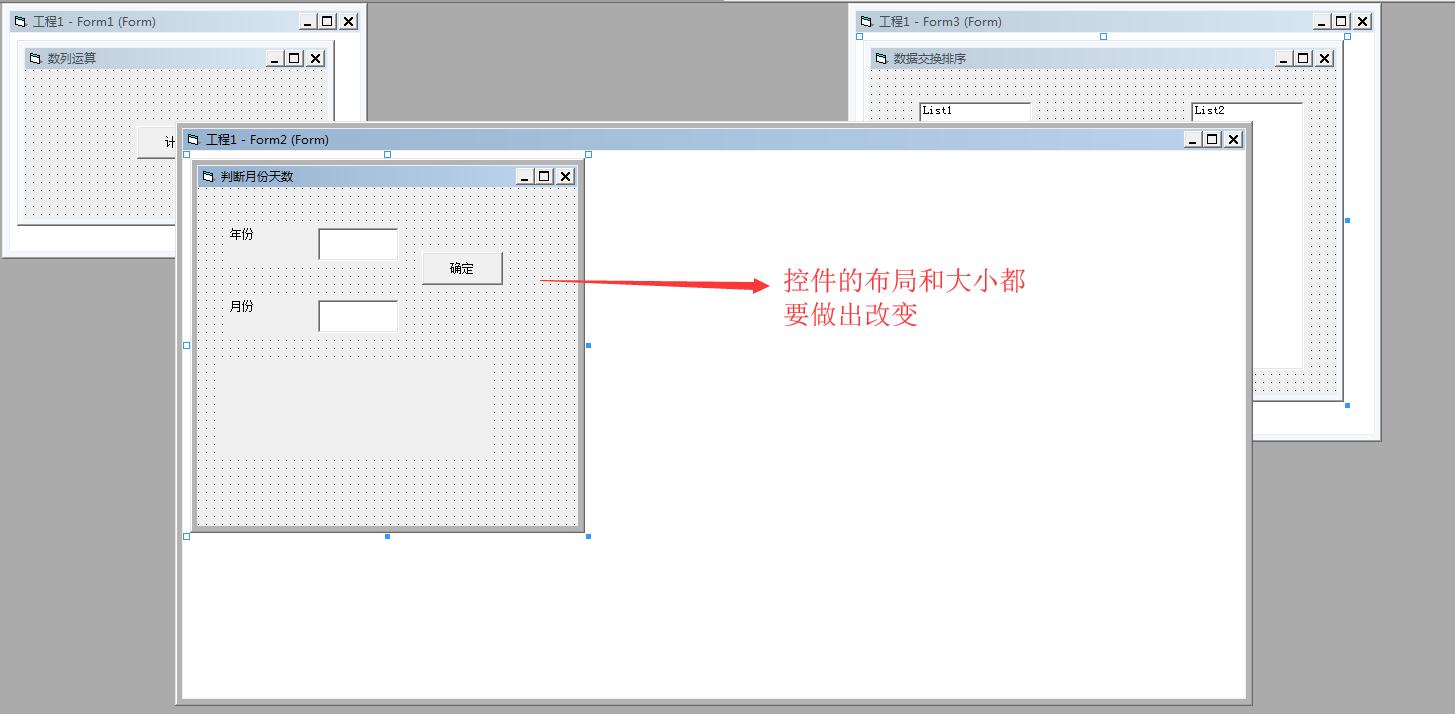 工程1 - Form1 (Form)
工程1 - Form3 (Form)
数列运算
数据交换排序
List1
List2
计
工程1 - Form2 (Form)
判断月份天数
年份
确定
月份
控件的布局和大小都
要做出改变